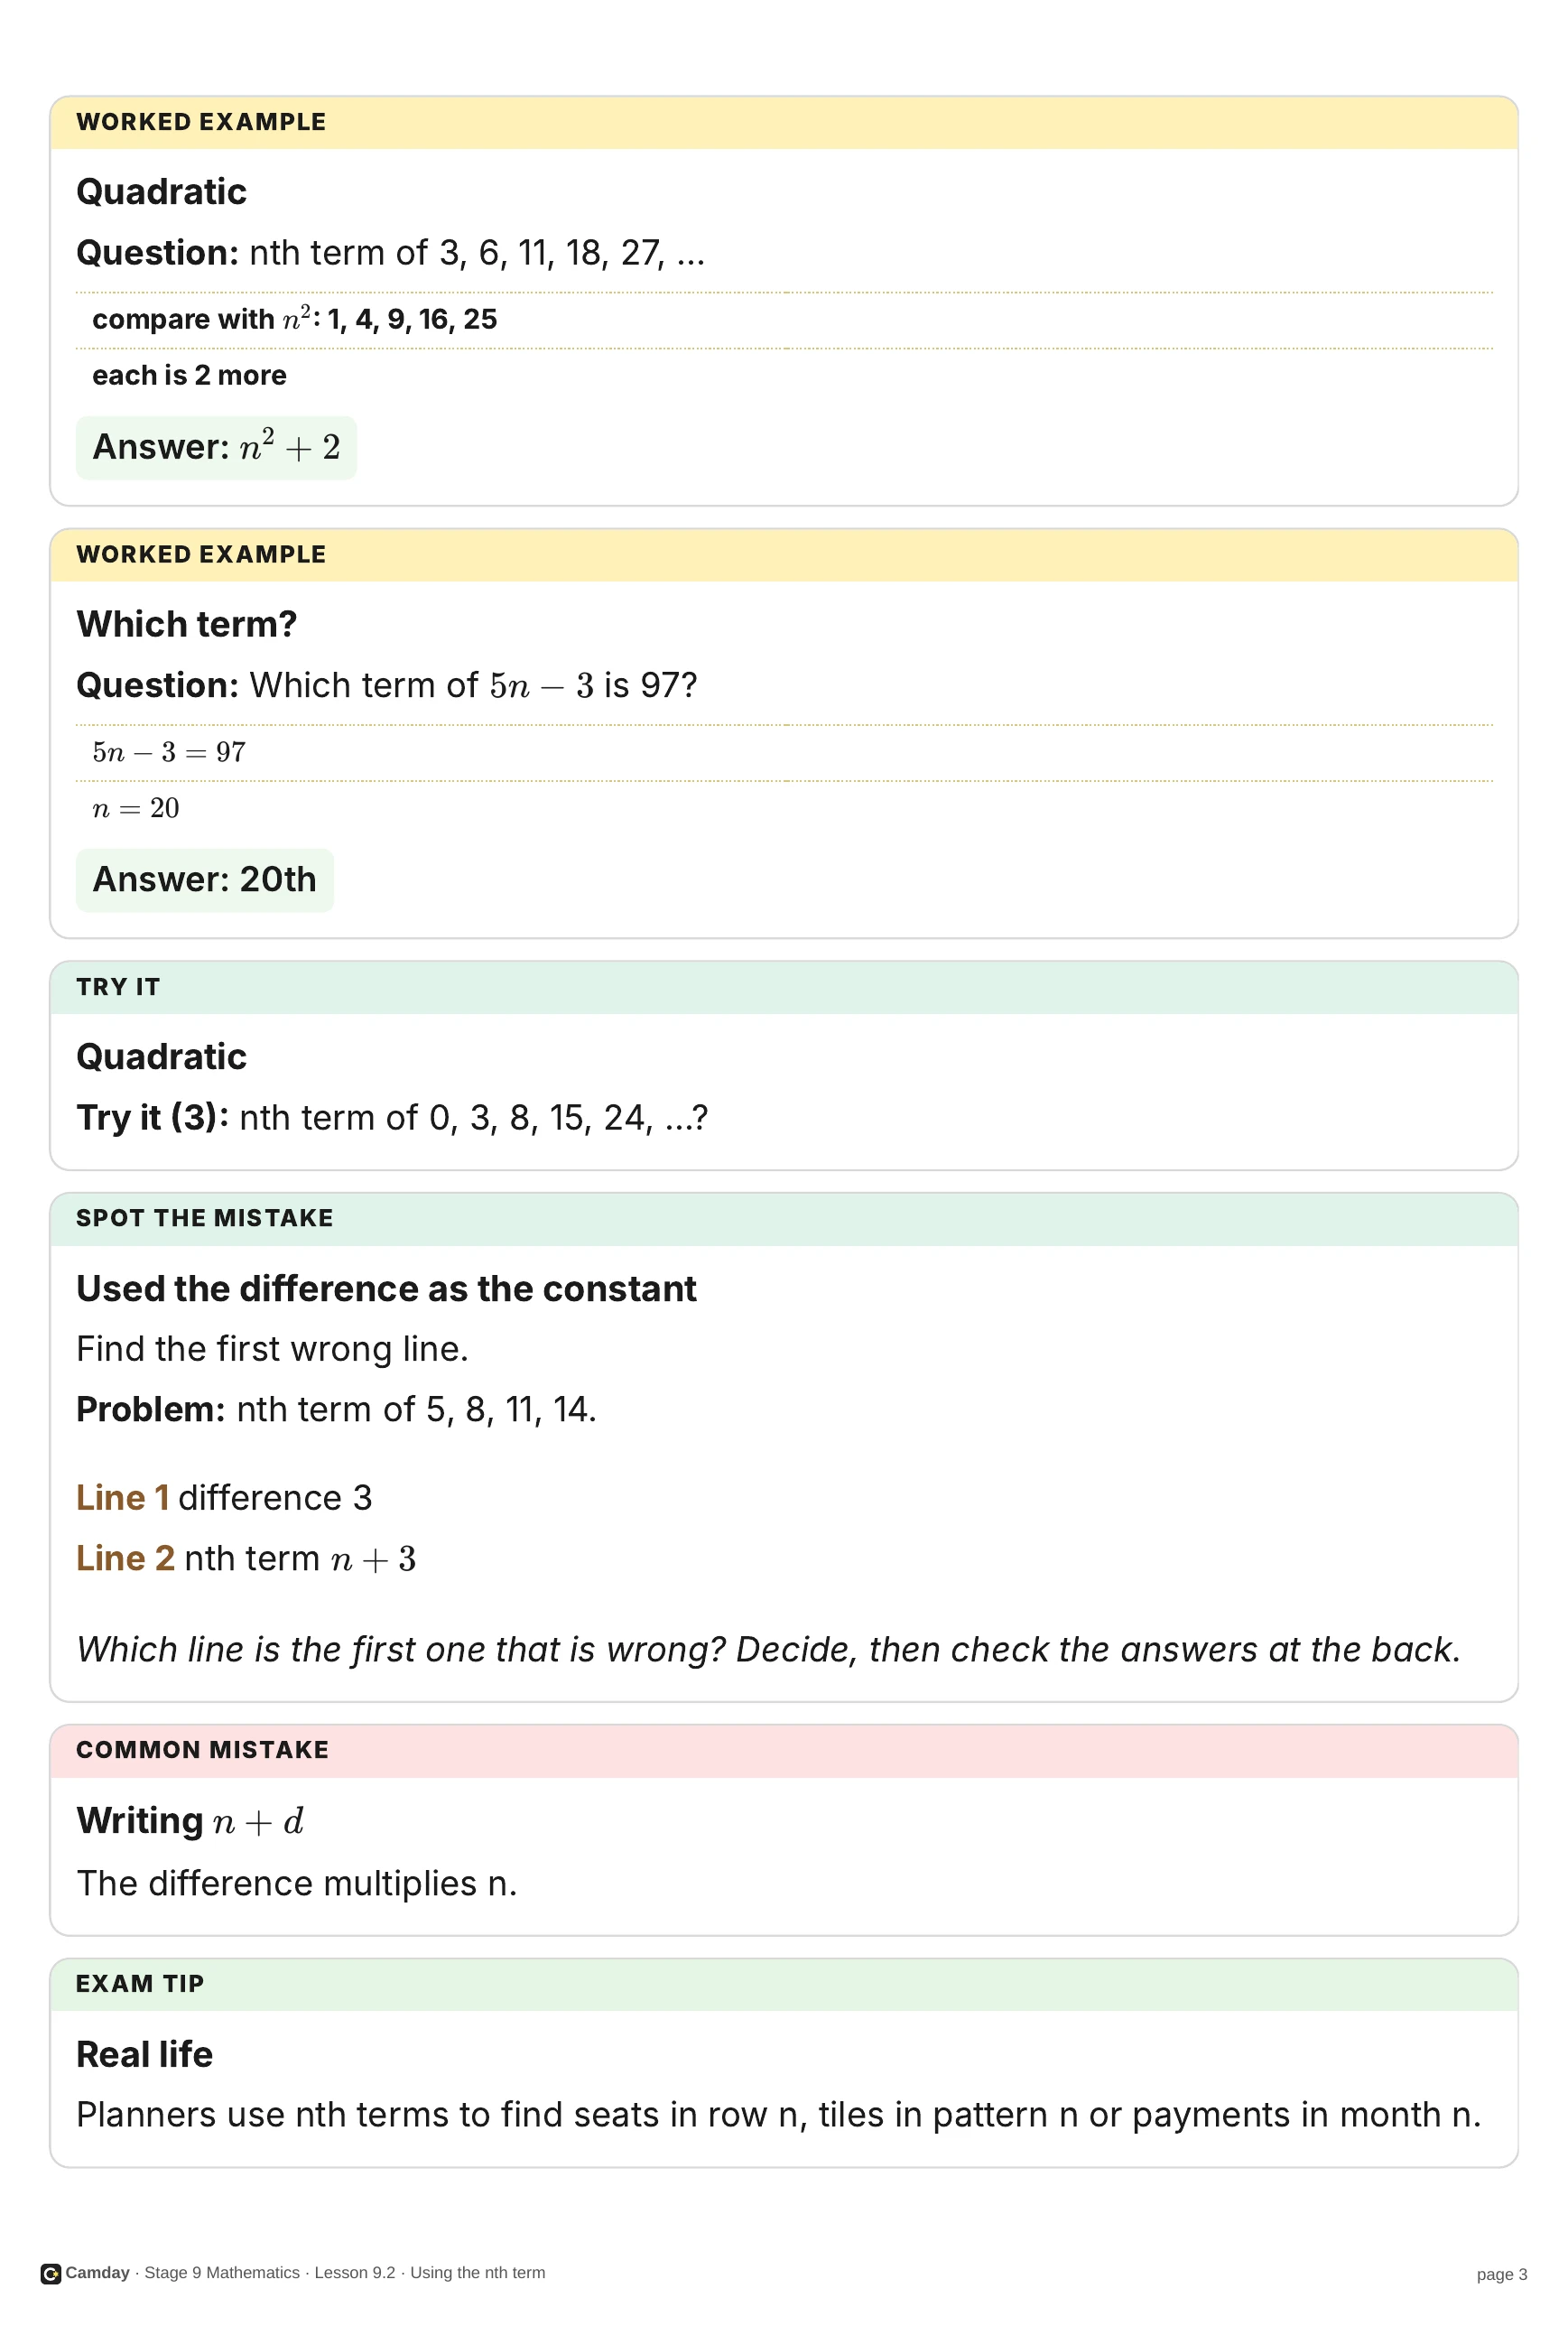 WORKED EXAMPLE
Quadratic
Question: nth term of 3, 6, 11, 18, 27, ...
compare with n²: 1, 4, 9, 16, 25
each is 2 more
Answer: n² + 2
WORKED EXAMPLE
Which term?
Question: Which term of 5n − 3 is 97?
5n − 3 = 97
n = 20
Answer: 20th
TRY IT
Quadratic
Try it (3): nth term of 0, 3, 8, 15, 24, ...?
SPOT THE MISTAKE
Used the difference as the constant
Find the first wrong line.
Problem: nth term of 5, 8, 11, 14.
Line 1 difference 3
Line 2 nth term n + 3
Which line is the first one that is wrong? Decide, then check the answers at the back.
COMMON MISTAKE
Writing n + d
The difference multiplies n.
EXAM TIP
Real life
Planners use nth terms to find seats in row n, tiles in pattern n or payments in month n.
Camday · Stage 9 Mathematics · Lesson 9.2 · Using the nth term
page 3